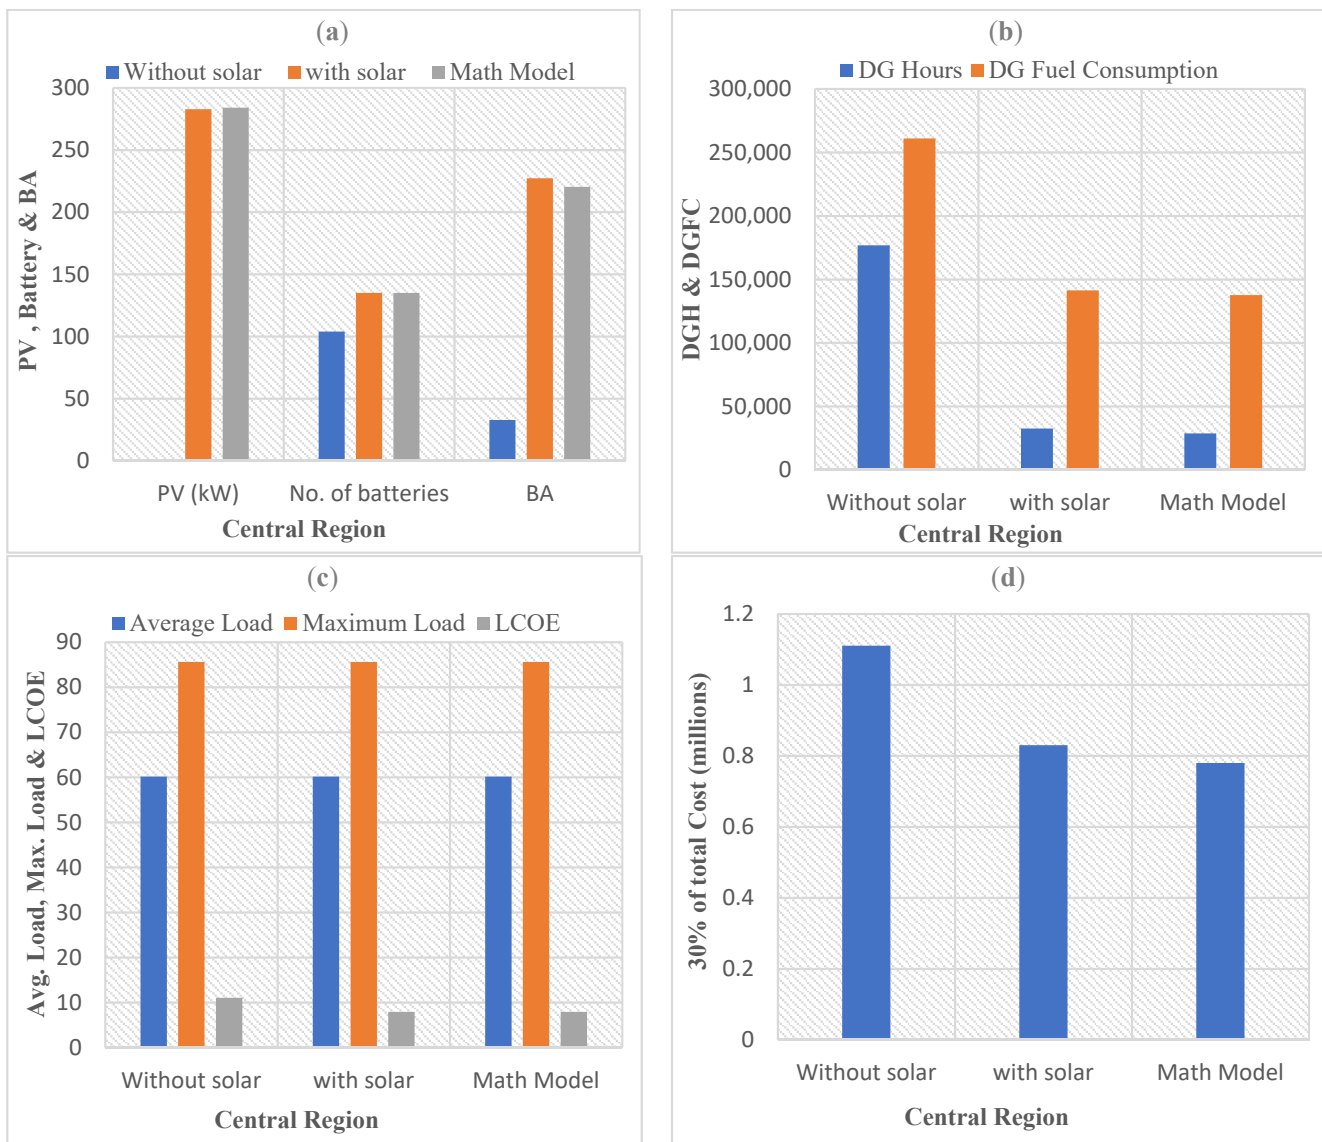 (a)
Without solar with solar Math Model
300
250
200
150
100
50
0
PV , Battery & BA
PV (kW) No. of batteries BA
Central Region
(b)
DG Hours DG Fuel Consumption
300,000
250,000
200,000
150,000
100,000
50,000
0
DGH & DGFC
Without solar with solar Math Model
Central Region
(c)
Average Load Maximum Load LCOE
90
80
70
60
50
40
30
20
10
0
Avg. Load, Max. Load & LCOE
Without solar with solar Math Model
Central Region
(d)
1.2
1
0.8
0.6
0.4
0.2
0
30% of total Cost (millions)
Without solar with solar Math Model
Central Region